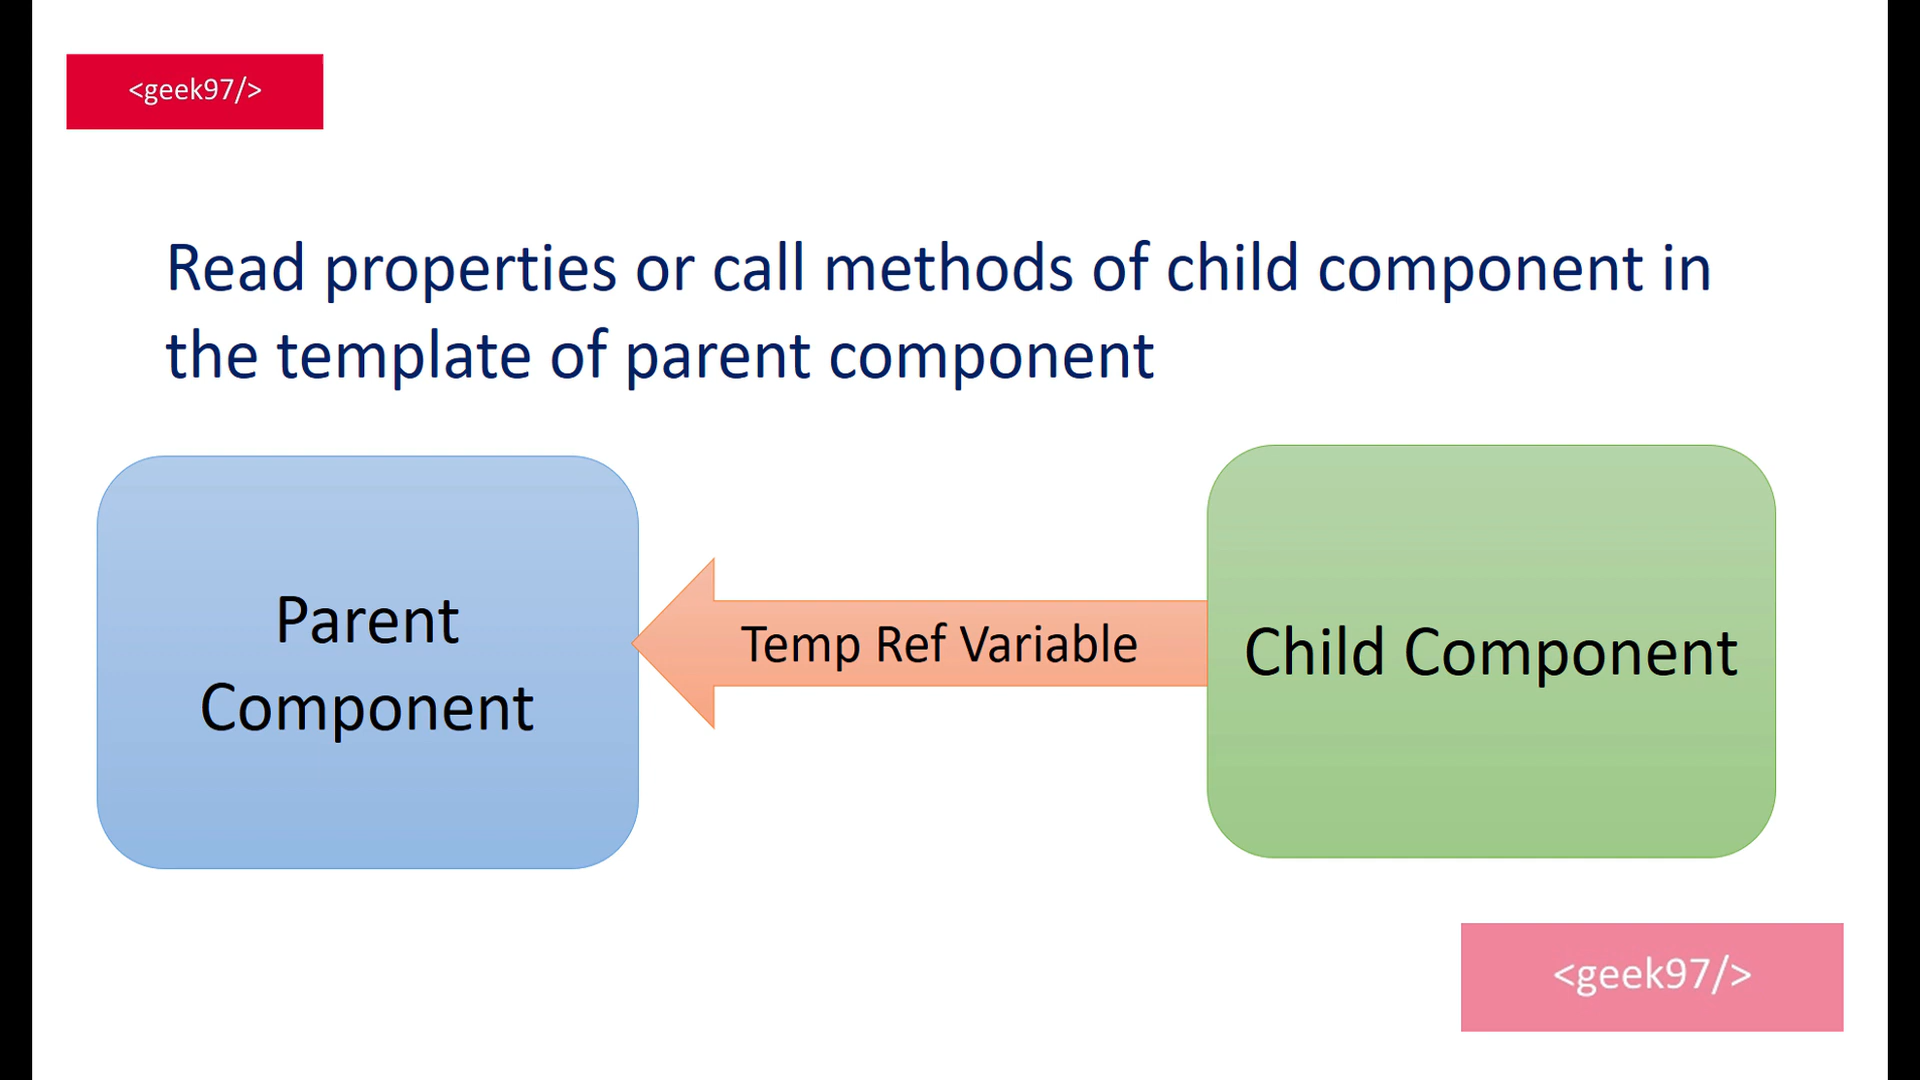 <geek97/>
Read properties or call methods of child component in
the template of parent component
Parent
Component
Temp Ref Variable
Child Component
<geek97/>